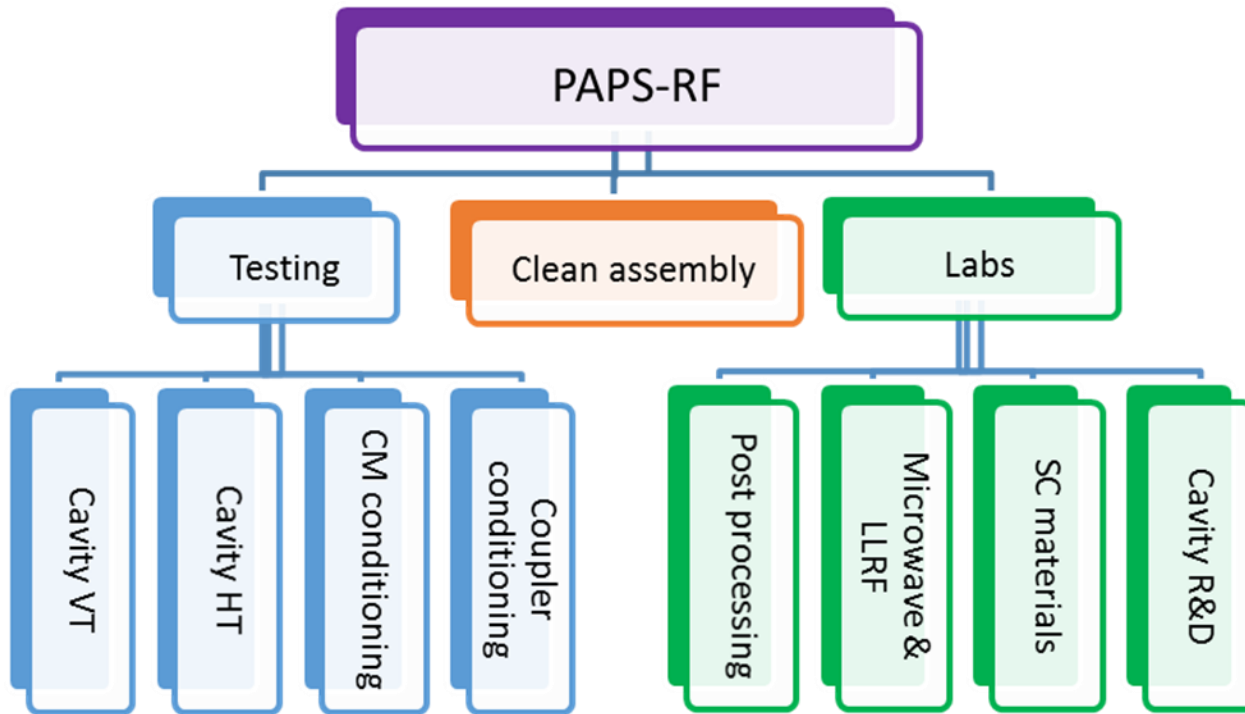 PAPS-RF
Testing
Clean assembly
Labs
Cavity VT
Cavity HT
CM conditioning
Coupler
conditioning
Post processing
Microwave &
LLRF
SC materials
Cavity R&D